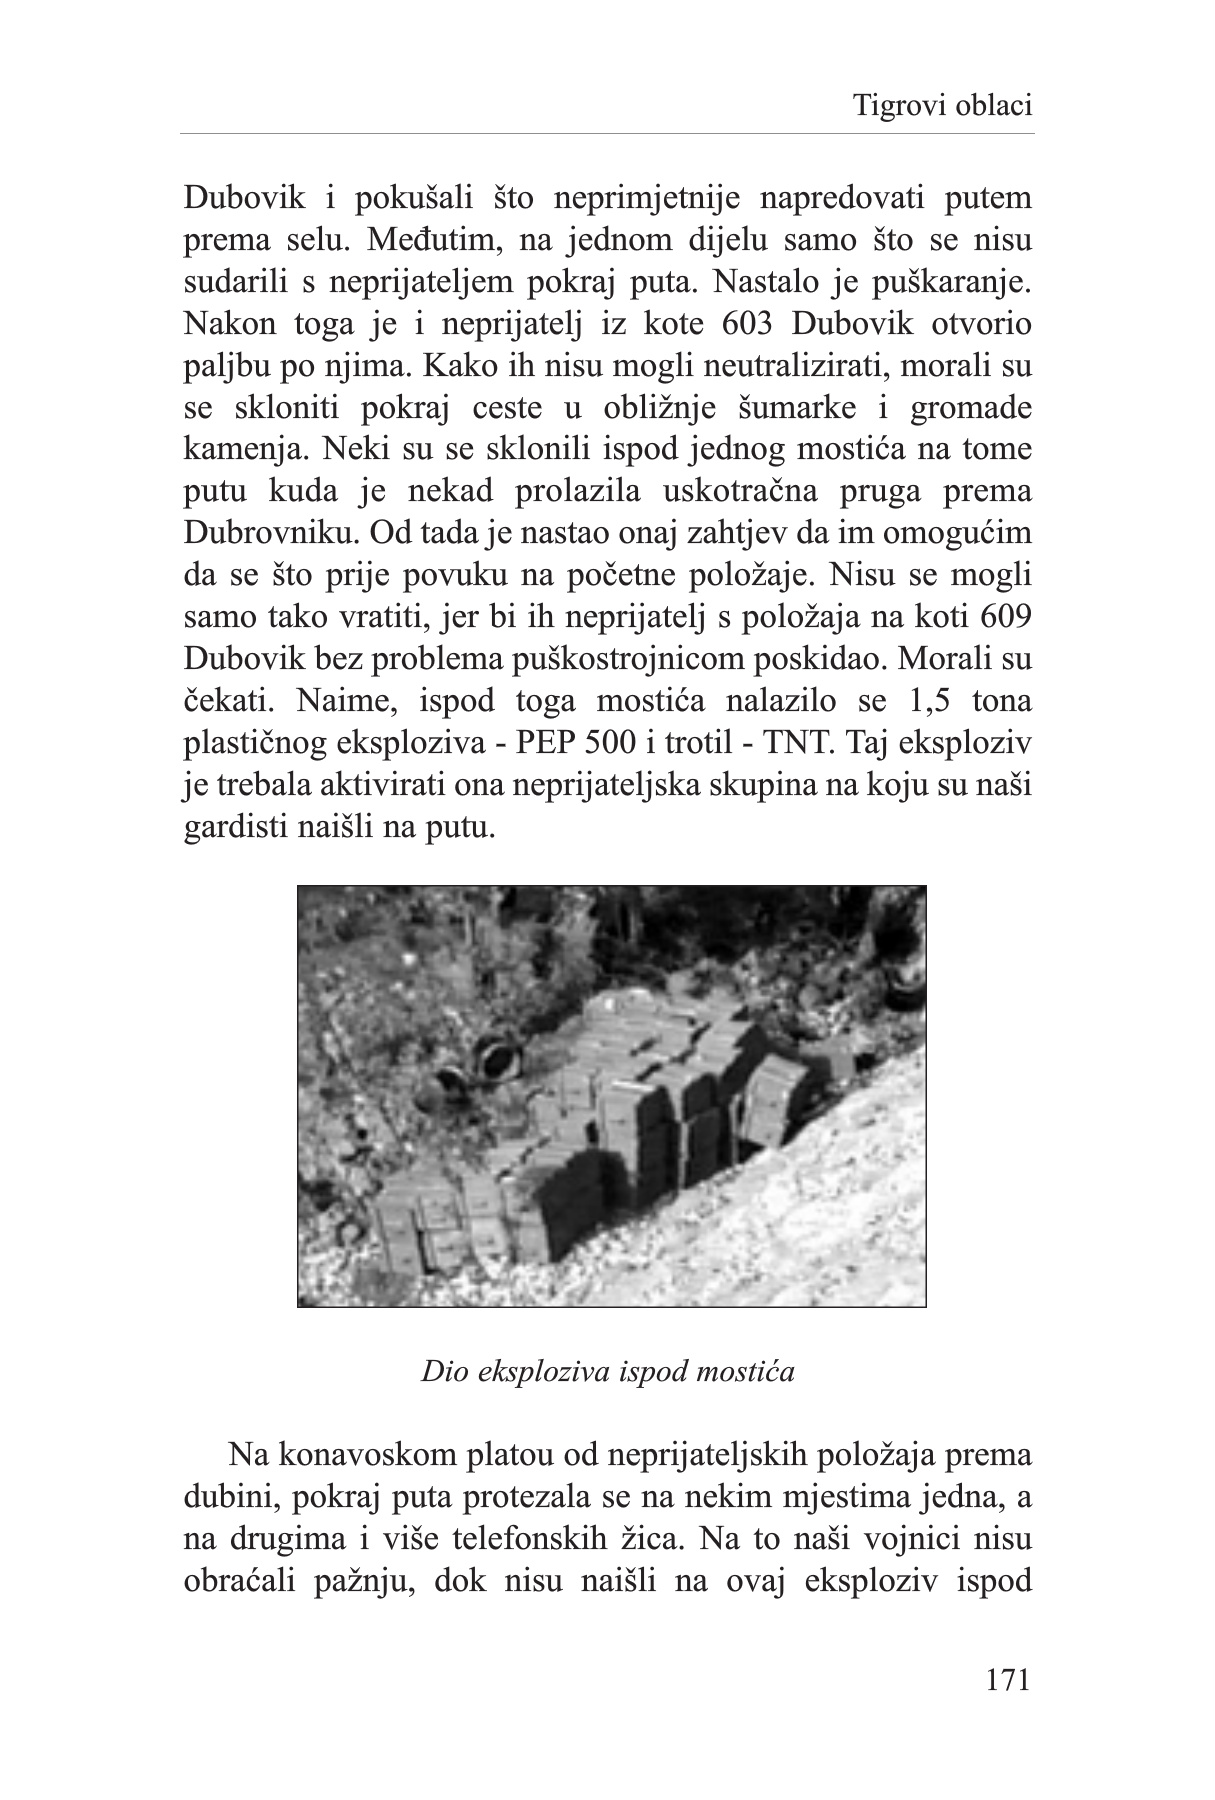 Tigrovi oblaci
Dubovik i pokušali što neprimjetnije napredovati putem
prema selu. Međutim, na jednom dijelu samo što se nisu
sudarili s neprijateljem pokraj puta. Nastalo je puškaranje.
Nakon toga je i neprijatelj iz kote 603 Dubovik otvorio
paljbu po njima. Kako ih nisu mogli neutralizirati, morali su
se skloniti pokraj ceste u obližnje šumarke i gromade
kamenja. Neki su se sklonili ispod jednog mostića na tome
putu kuda je nekad prolazila uskotračna pruga prema
Dubrovniku. Od tada je nastao onaj zahtjev da im omogućim
da se što prije povuku na početne položaje. Nisu se mogli
samo tako vratiti, jer bi ih neprijatelj s položaja na koti 609
Dubovik bez problema puškostrojnicom poskidao. Morali su
čekati. Naime, ispod toga mostića nalazilo se 1,5 tona
plastičnog eksploziva - PEP 500 i trotil - TNT. Taj eksploziv
je trebala aktivirati ona neprijateljska skupina na koju su naši
gardisti naišli na putu.
Dio eksploziva ispod mostića
Na konavoskom platou od neprijateljskih položaja prema
dubini, pokraj puta protezala se na nekim mjestima jedna, a
na drugima i više telefonskih žica. Na to naši vojnici nisu
obraćali pažnju, dok nisu naišli na ovaj eksploziv ispod
171